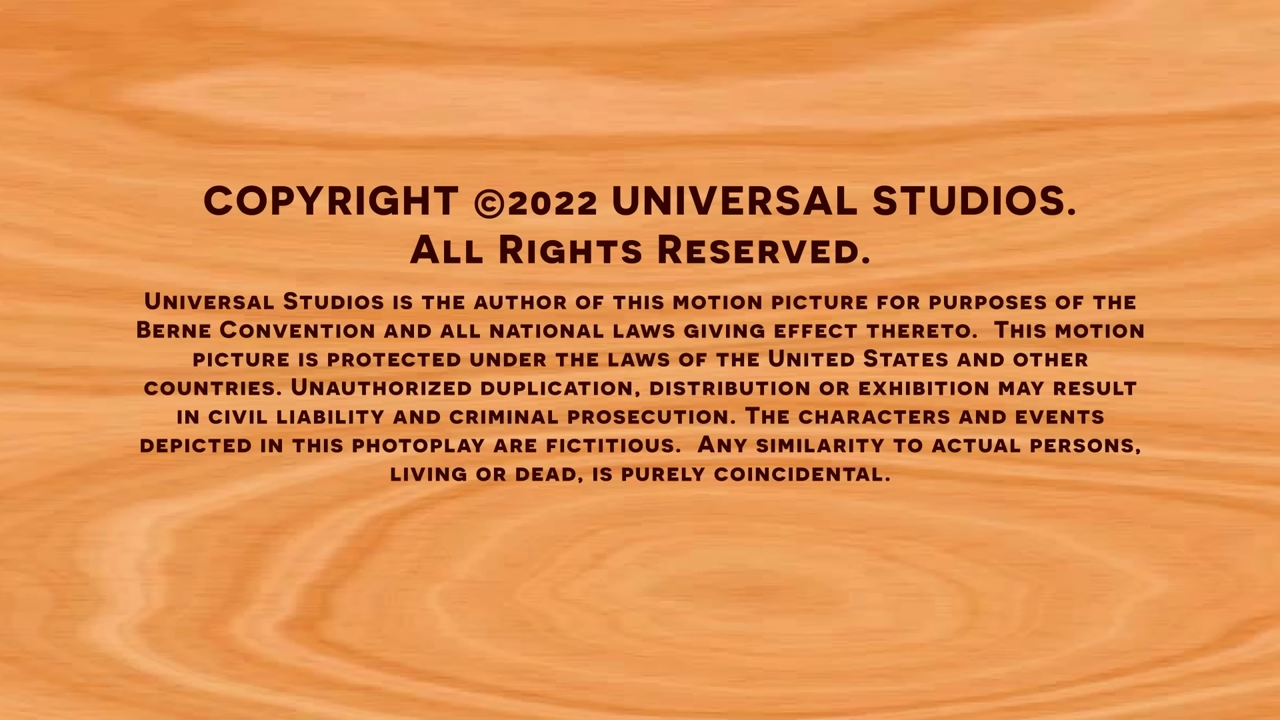 COPYRIGHT ©2022 UNIVERSAL STUDIOS.
ALL RIGHTS RESERVED.
UNIVERSAL STUDIOS IS THE AUTHOR OF THIS MOTION PICTURE FOR PURPOSES OF THE
BERNE CONVENTION AND ALL NATIONAL LAWS GIVING EFFECT THERETO.  THIS MOTION
PICTURE IS PROTECTED UNDER THE LAWS OF THE UNITED STATES AND OTHER
COUNTRIES. UNAUTHORIZED DUPLICATION, DISTRIBUTION OR EXHIBITION MAY RESULT
IN CIVIL LIABILITY AND CRIMINAL PROSECUTION. THE CHARACTERS AND EVENTS
DEPICTED IN THIS PHOTOPLAY ARE FICTITIOUS.  ANY SIMILARITY TO ACTUAL PERSONS,
LIVING OR DEAD, IS PURELY COINCIDENTAL.